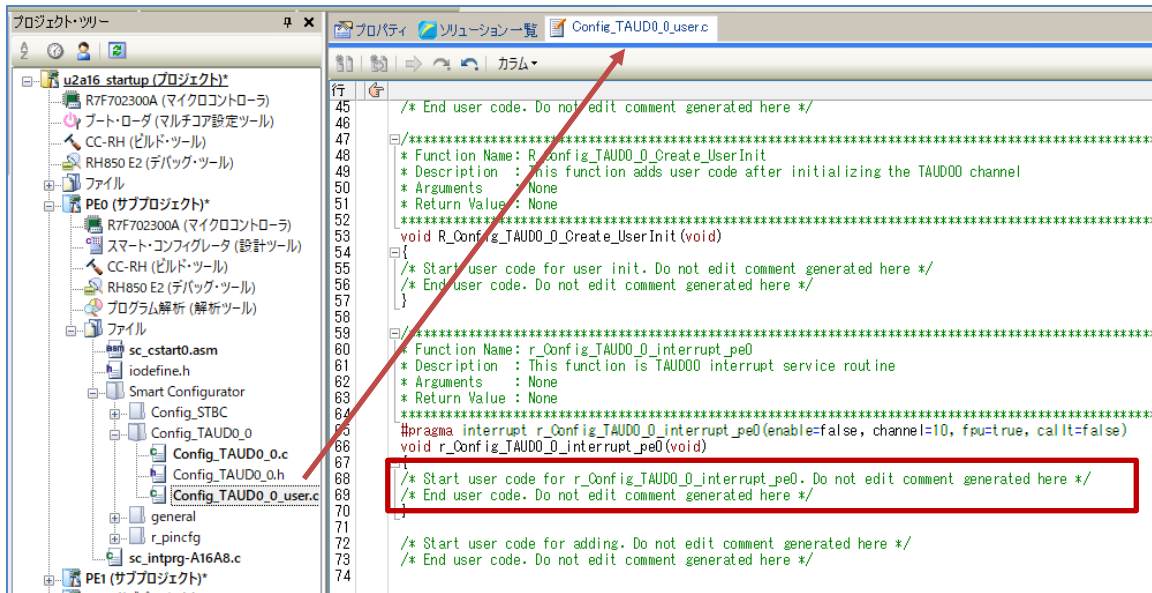 プロジェクト・ツリー
u2a16_startup (プロジェクト)*
R7F702300A (マイクロコントローラ)
ブート・ローダ (マルチコア設定ツール)
CC-RH (ビルド・ツール)
RH850 E2 (デバッグ・ツール)
ファイル
PE0 (サブプロジェクト)*
R7F702300A (マイクロコントローラ)
スマート・コンフィグレータ (設計ツール)
CC-RH (ビルド・ツール)
RH850 E2 (デバッグ・ツール)
プログラム解析 (解析ツール)
ファイル
sc_cstart0.asm
iodefine.h
Smart Configurator
Config_STBC
Config_TAUD0_0
Config_TAUD0_0.c
Config_TAUD0_0.h
Config_TAUD0_0_user.c
general
r_pincfg
sc_intprg-A16A8.c
PE1 (サブプロジェクト)*
プロパティ ソリューション一覧 Config_TAUD0_0_user.c
カラム
行
45 /* End user code. Do not edit comment generated here */
46
47 /******************************************************************************
48 * Function Name: R_Config_TAUD0_0_Create_UserInit
49 * Description : This function adds user code after initializing the TAUD00 channel
50 * Arguments : None
51 * Return Value : None
52 ******************************************************************************
53 void R_Config_TAUD0_0_Create_UserInit(void)
54 {
55 /* Start user code for user init. Do not edit comment generated here */
56 /* End user code. Do not edit comment generated here */
57 }
58
59 /******************************************************************************
60 * Function Name: r_Config_TAUD0_0_interrupt_pe0
61 * Description : This function is TAUD00 interrupt service routine
62 * Arguments : None
63 * Return Value : None
64 ******************************************************************************
65 #pragma interrupt r_Config_TAUD0_0_interrupt_pe0(enable=false, channel=10, fpu=true, callt=false)
66 void r_Config_TAUD0_0_interrupt_pe0(void)
67 {
68 /* Start user code for r_Config_TAUD0_0_interrupt_pe0. Do not edit comment generated here */
69 /* End user code. Do not edit comment generated here */
70 }
71
72 /* Start user code for adding. Do not edit comment generated here */
73 /* End user code. Do not edit comment generated here */
74